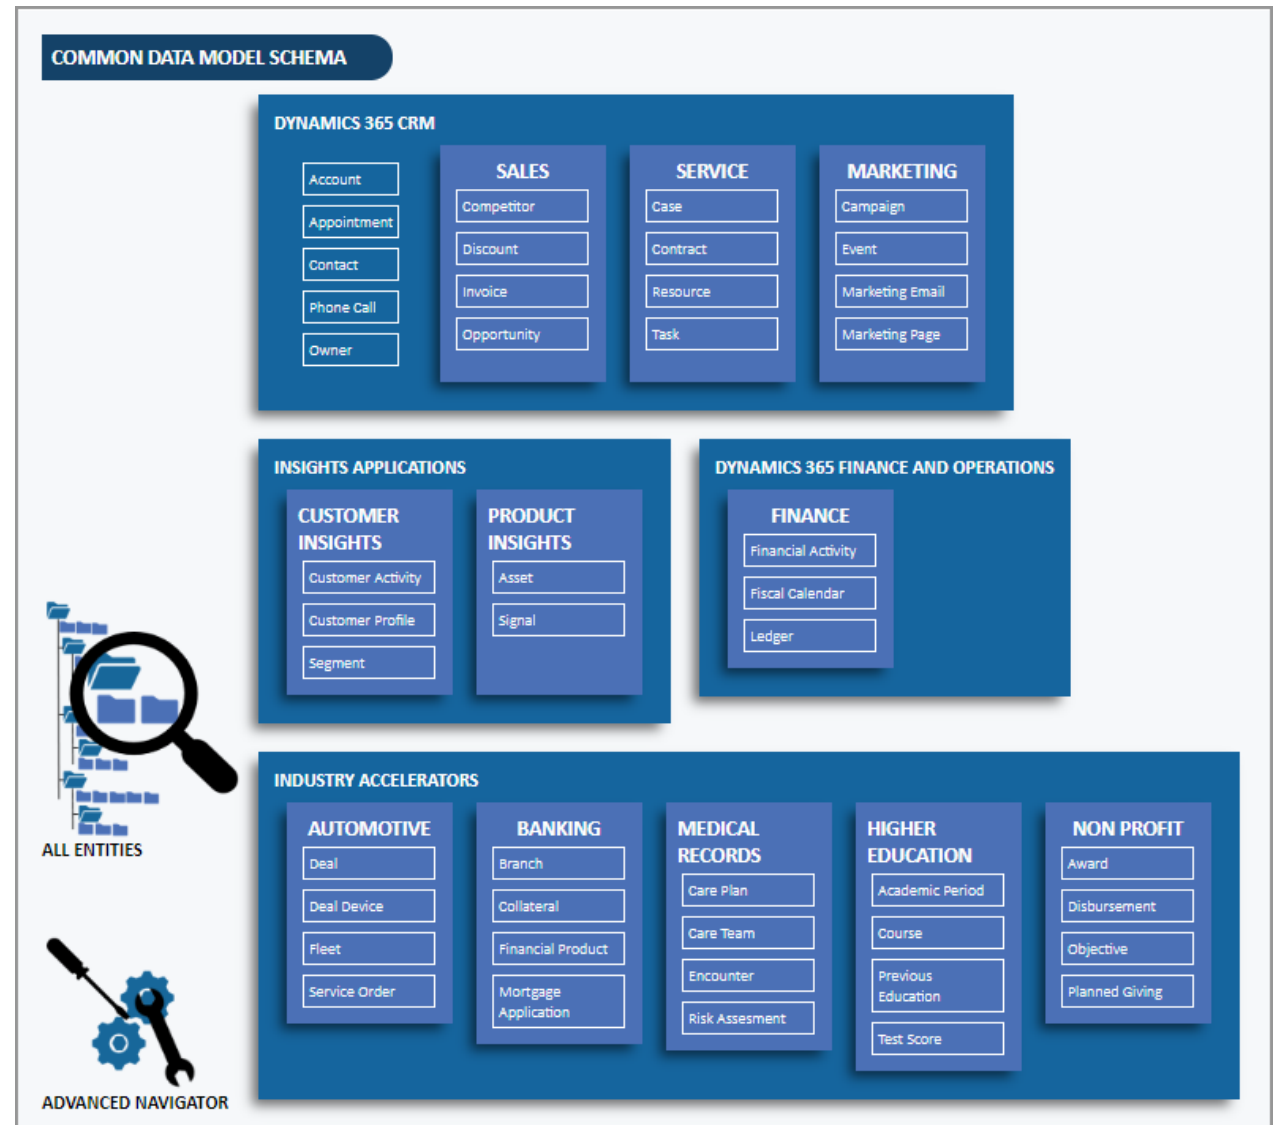 COMMON DATA MODEL SCHEMA
DYNAMICS 365 CRM
Account
Appointment
Contact
Phone Call
Owner
SALES
Competitor
Discount
Invoice
Opportunity
SERVICE
Case
Contract
Resource
Task
MARKETING
Campaign
Event
Marketing Email
Marketing Page
INSIGHTS APPLICATIONS
CUSTOMER
INSIGHTS
Customer Activity
Customer Profile
Segment
PRODUCT
INSIGHTS
Asset
Signal
DYNAMICS 365 FINANCE AND OPERATIONS
FINANCE
Financial Activity
Fiscal Calendar
Ledger
ALL ENTITIES
INDUSTRY ACCELERATORS
AUTOMOTIVE
Deal
Deal Device
Fleet
Service Order
BANKING
Branch
Collateral
Financial Product
Mortgage
Application
MEDICAL
RECORDS
Care Plan
Care Team
Encounter
Risk Assesment
HIGHER
EDUCATION
Academic Period
Course
Previous
Education
Test Score
NON PROFIT
Award
Disbursement
Objective
Planned Giving
ADVANCED NAVIGATOR